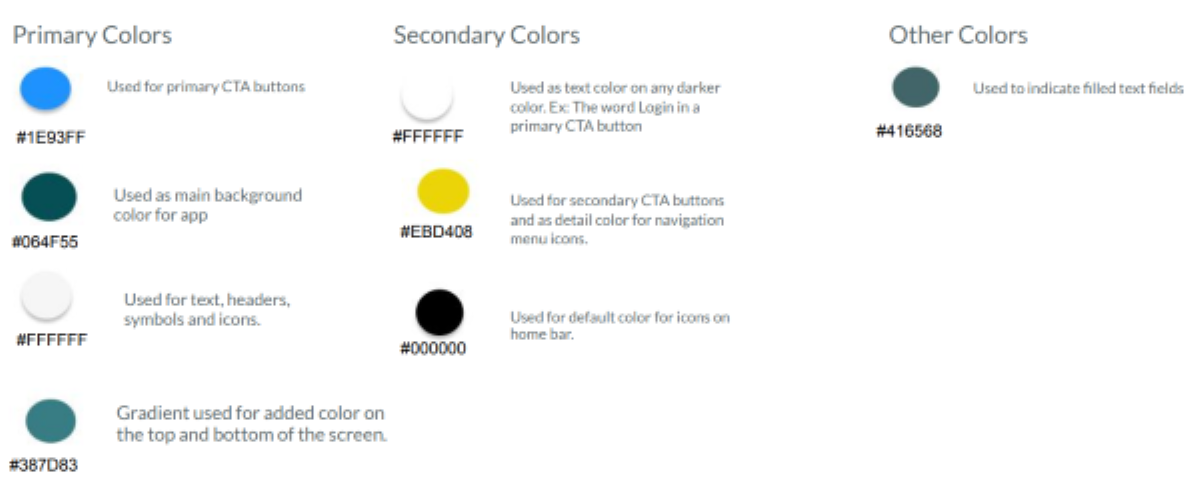 Primary Colors
Used for primary CTA buttons
#1E93FF
Used as main background
color for app
#064F55
Used for text, headers,
symbols and icons.
#FFFFFF
Gradient used for added color on
the top and bottom of the screen.
#387D83
Secondary Colors
Used as text color on any darker
color. Ex: The word Login in a
primary CTA button
#FFFFFF
Used for secondary CTA buttons
and as detail color for navigation
menu icons.
#EBD408
Used for default color for icons on
home bar.
#000000
Other Colors
Used to indicate filled text fields
#416568